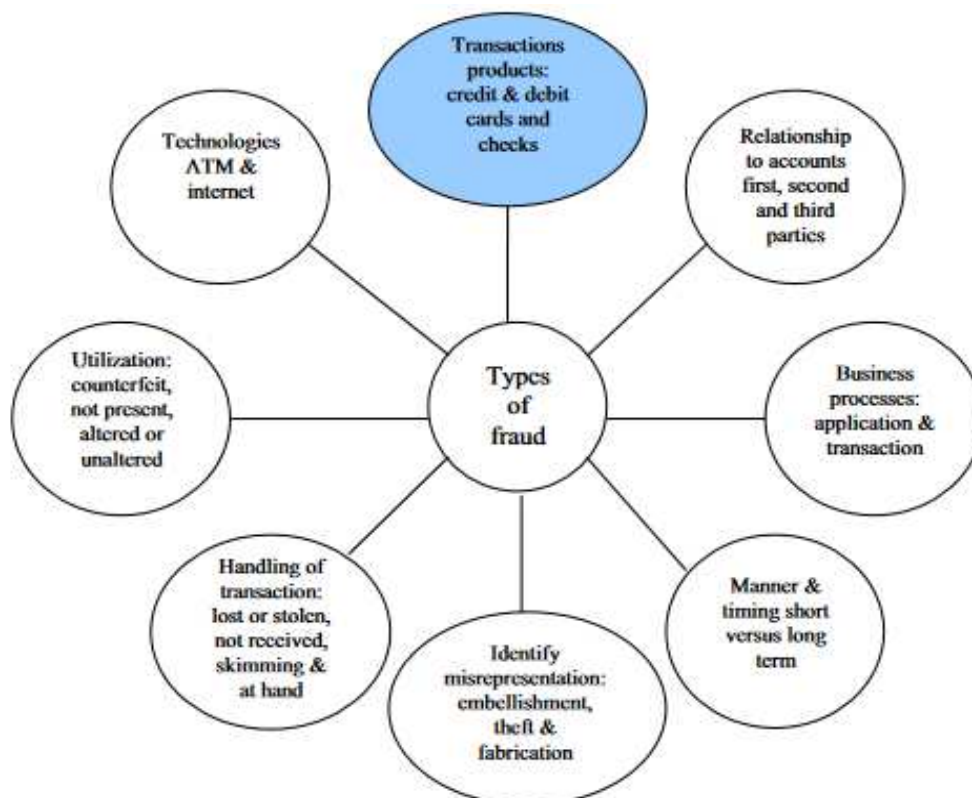 Transactions
products:
credit & debit
cards and
checks
Technologies
ATM &
internet
Relationship
to accounts
first, second
and third
parties
Utilization:
counterfeit,
not present,
altered or
unaltered
Types
of
fraud
Business
processes:
application &
transaction
Handling of
transaction:
lost or stolen,
not received,
skimming &
at hand
Identify
misrepresentation:
embellishment,
theft &
fabrication
Manner &
timing short
versus long
term